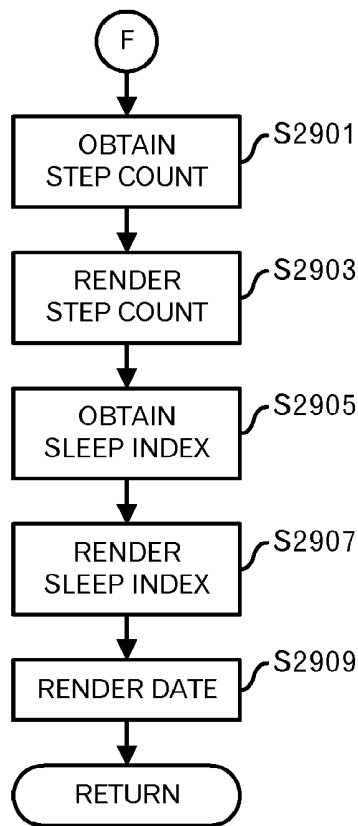 F
OBTAIN
STEP COUNT
S2901
RENDER
STEP COUNT
S2903
OBTAIN
SLEEP INDEX
S2905
RENDER
SLEEP INDEX
S2907
RENDER DATE
S2909
RETURN